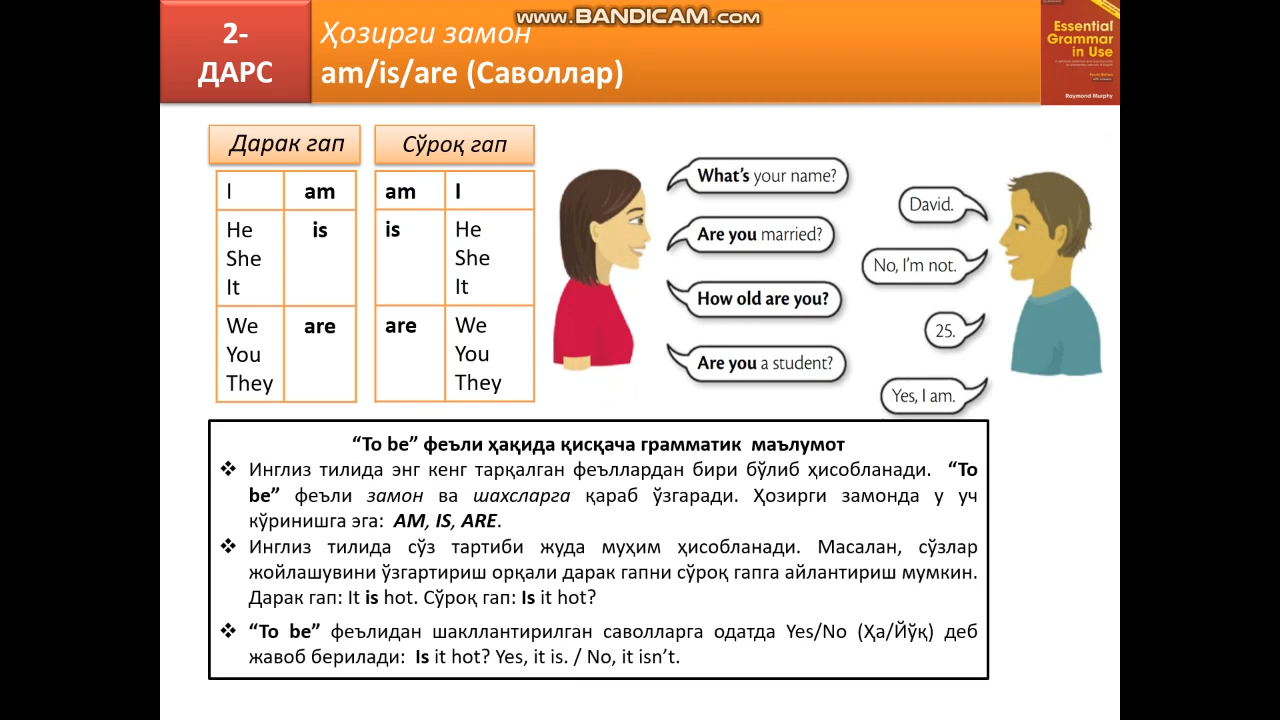 www.BANDICAM.com
2-
ДАРС
Ҳозирги замон
am/is/are (Саволлар)
Essential
Grammar
in Use
Raymond Murphy
Дарак гап
Сўроқ гап
I am
He is
She
It
We are
You
They
am I
is He
She
It
are We
You
They
What's your name?
David.
Are you married?
No, I'm not.
How old are you?
25.
Are you a student?
Yes, I am.
“To be” феъли ҳақида қисқача грамматик маълумот
❖ Инглиз тилида энг кенг тарқалган феъллардан бири бўлиб ҳисобланади. “To
be” феъли замон ва шахсларга қараб ўзгаради. Ҳозирги замонда у уч
кўринишга эга: AM, IS, ARE.
❖ Инглиз тилида сўз тартиби жуда муҳим ҳисобланади. Масалан, сўзлар
жойлашувини ўзгартириш орқали дарак гапни сўроқ гапга айлантириш мумкин.
Дарак гап: It is hot. Сўроқ гап: Is it hot?
❖ “To be” феълидан шакллантирилган саволларга одатда Yes/No (Ҳа/Йўқ) деб
жавоб берилади: Is it hot? Yes, it is. / No, it isn’t.